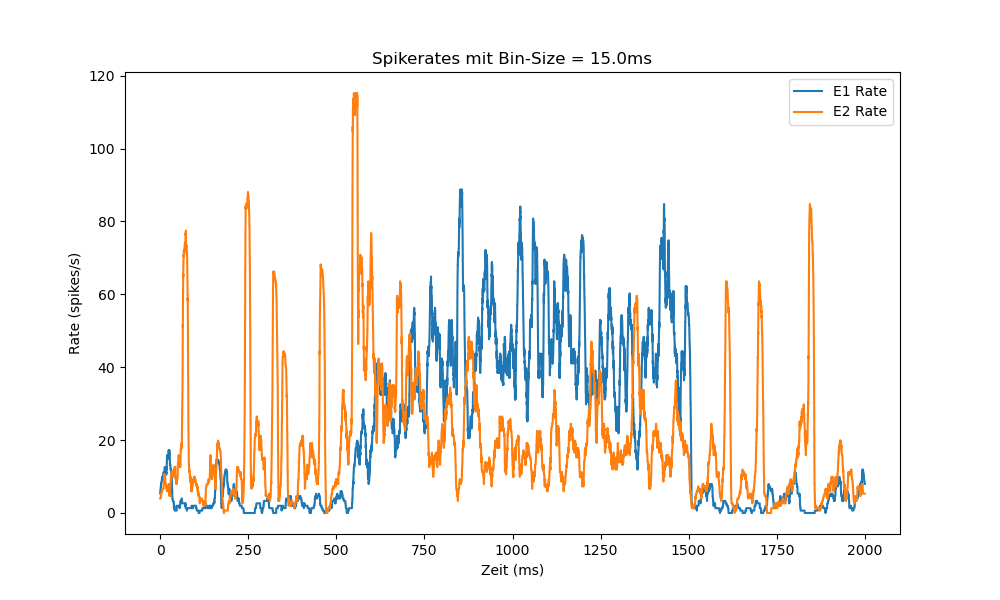 Spikerates mit Bin-Size = 15.0ms
E1 Rate
E2 Rate
120
100
80
60
40
20
0
Rate (spikes/s)
0 250 500 750 1000 1250 1500 1750 2000
Zeit (ms)